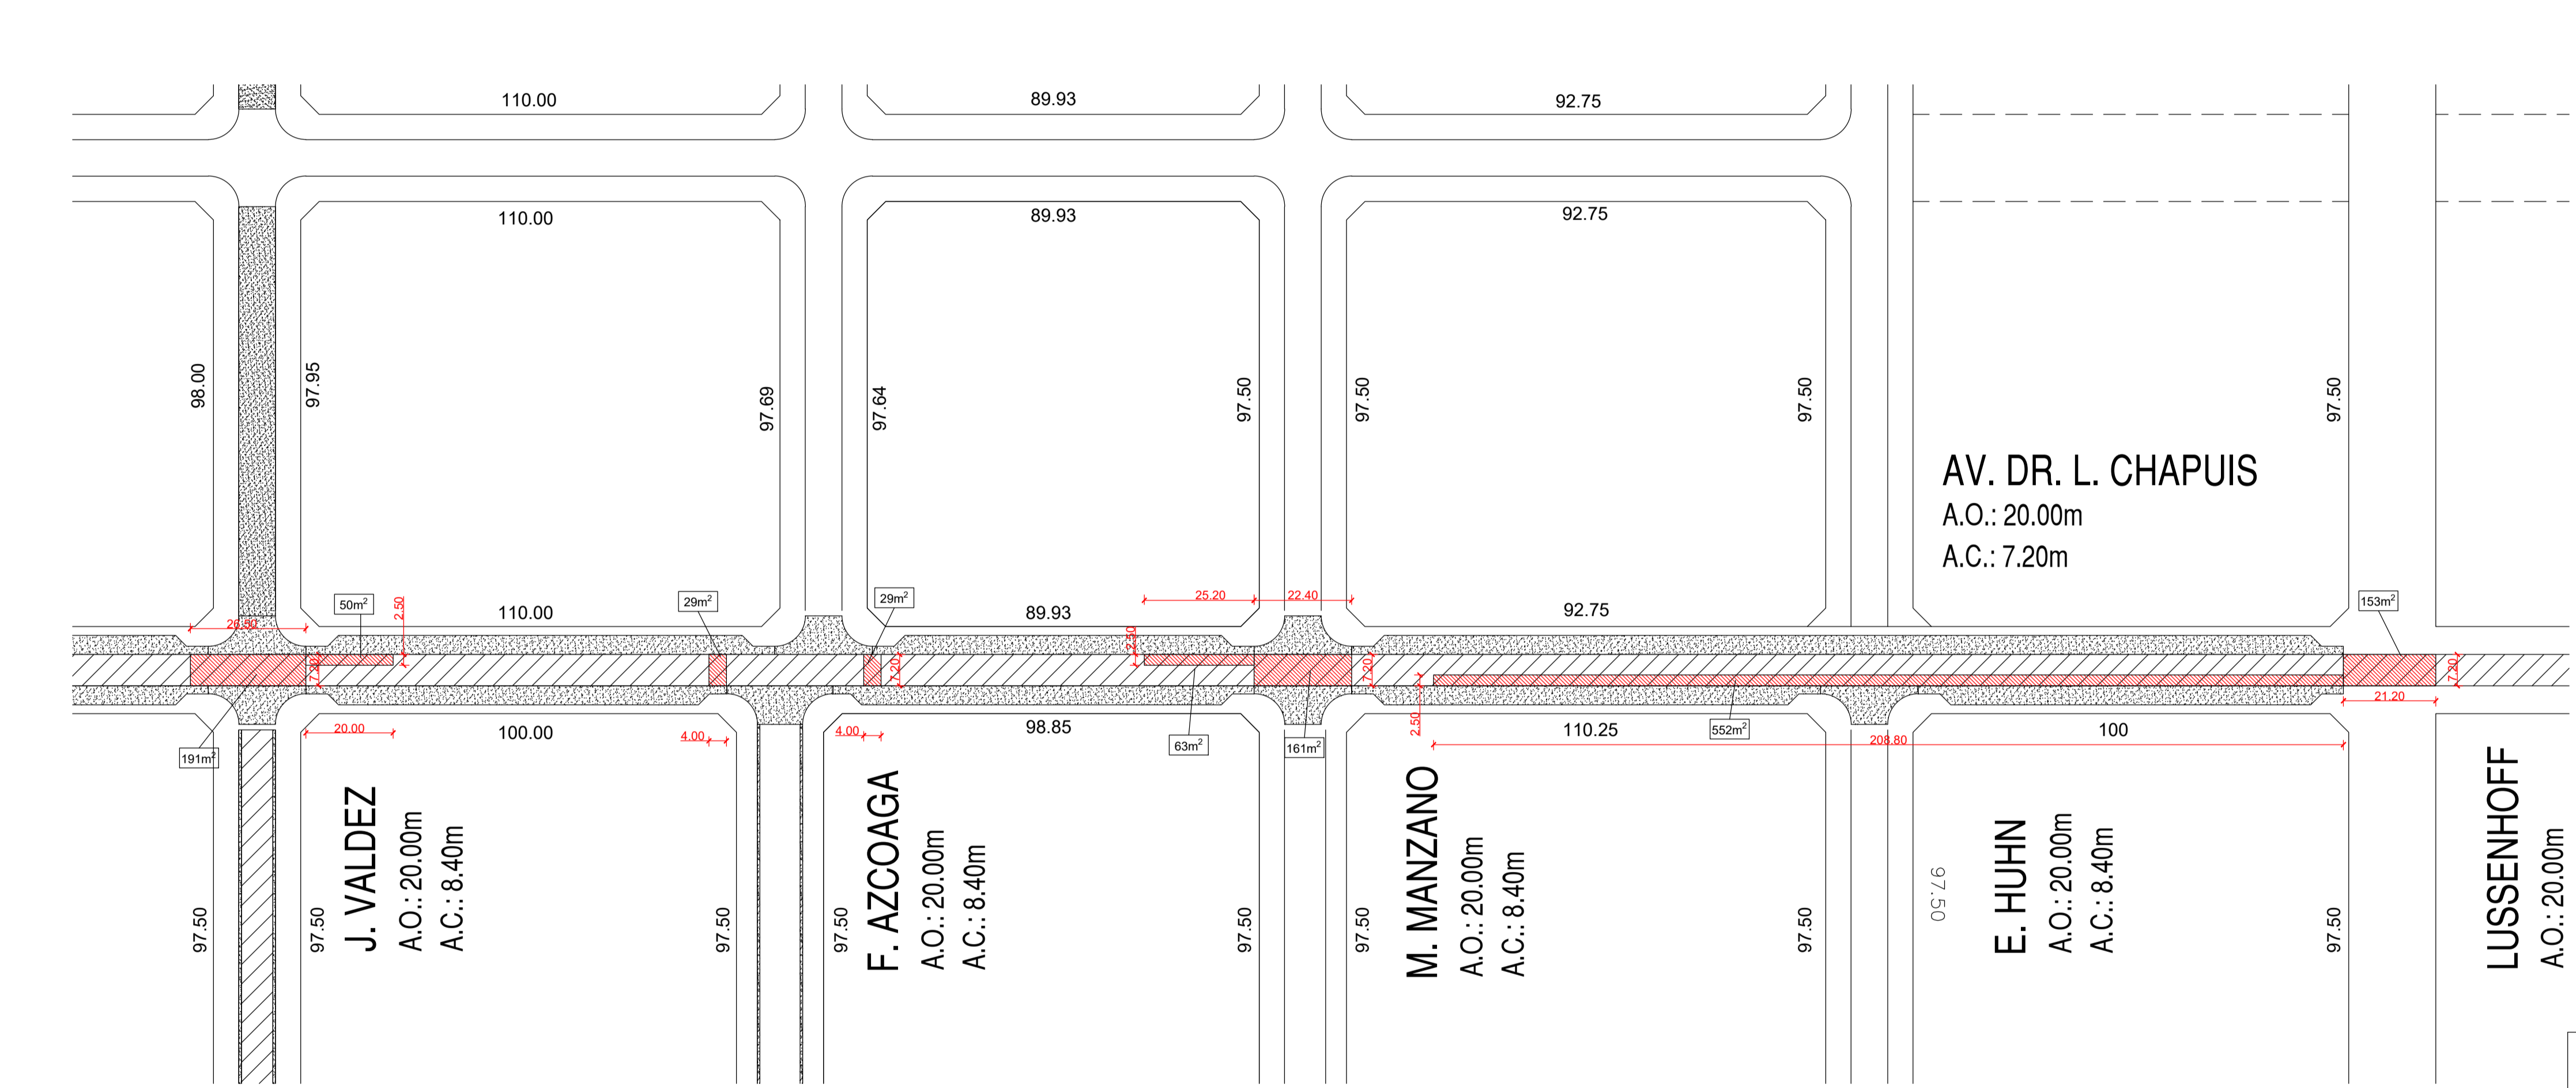 110.00
89.93
92.75
110.00
89.93
92.75
98.00
97.95
97.69
97.64
97.50
97.50
97.50
97.50
AV. DR. L. CHAPUIS
A.O.: 20.00m
A.C.: 7.20m
50m²
2.50
29m²
29m²
25.20
22.40
153m²
26.50
110.00
89.93
92.75
2.50
7.20
7.20
7.20
7.20
21.20
20.00
100.00
4.00
4.00
98.85
63m²
161m²
2.50
110.25
552m²
208.80
100
191m²
J. VALDEZ
A.O.: 20.00m
A.C.: 8.40m
F. AZCOAGA
A.O.: 20.00m
A.C.: 8.40m
M. MANZANO
A.O.: 20.00m
A.C.: 8.40m
E. HUHN
A.O.: 20.00m
A.C.: 8.40m
LUSSENHOFF
A.O.: 20.00m
97.50
97.50
97.50
97.50
97.50
97.50
97.50
97.50
97.50